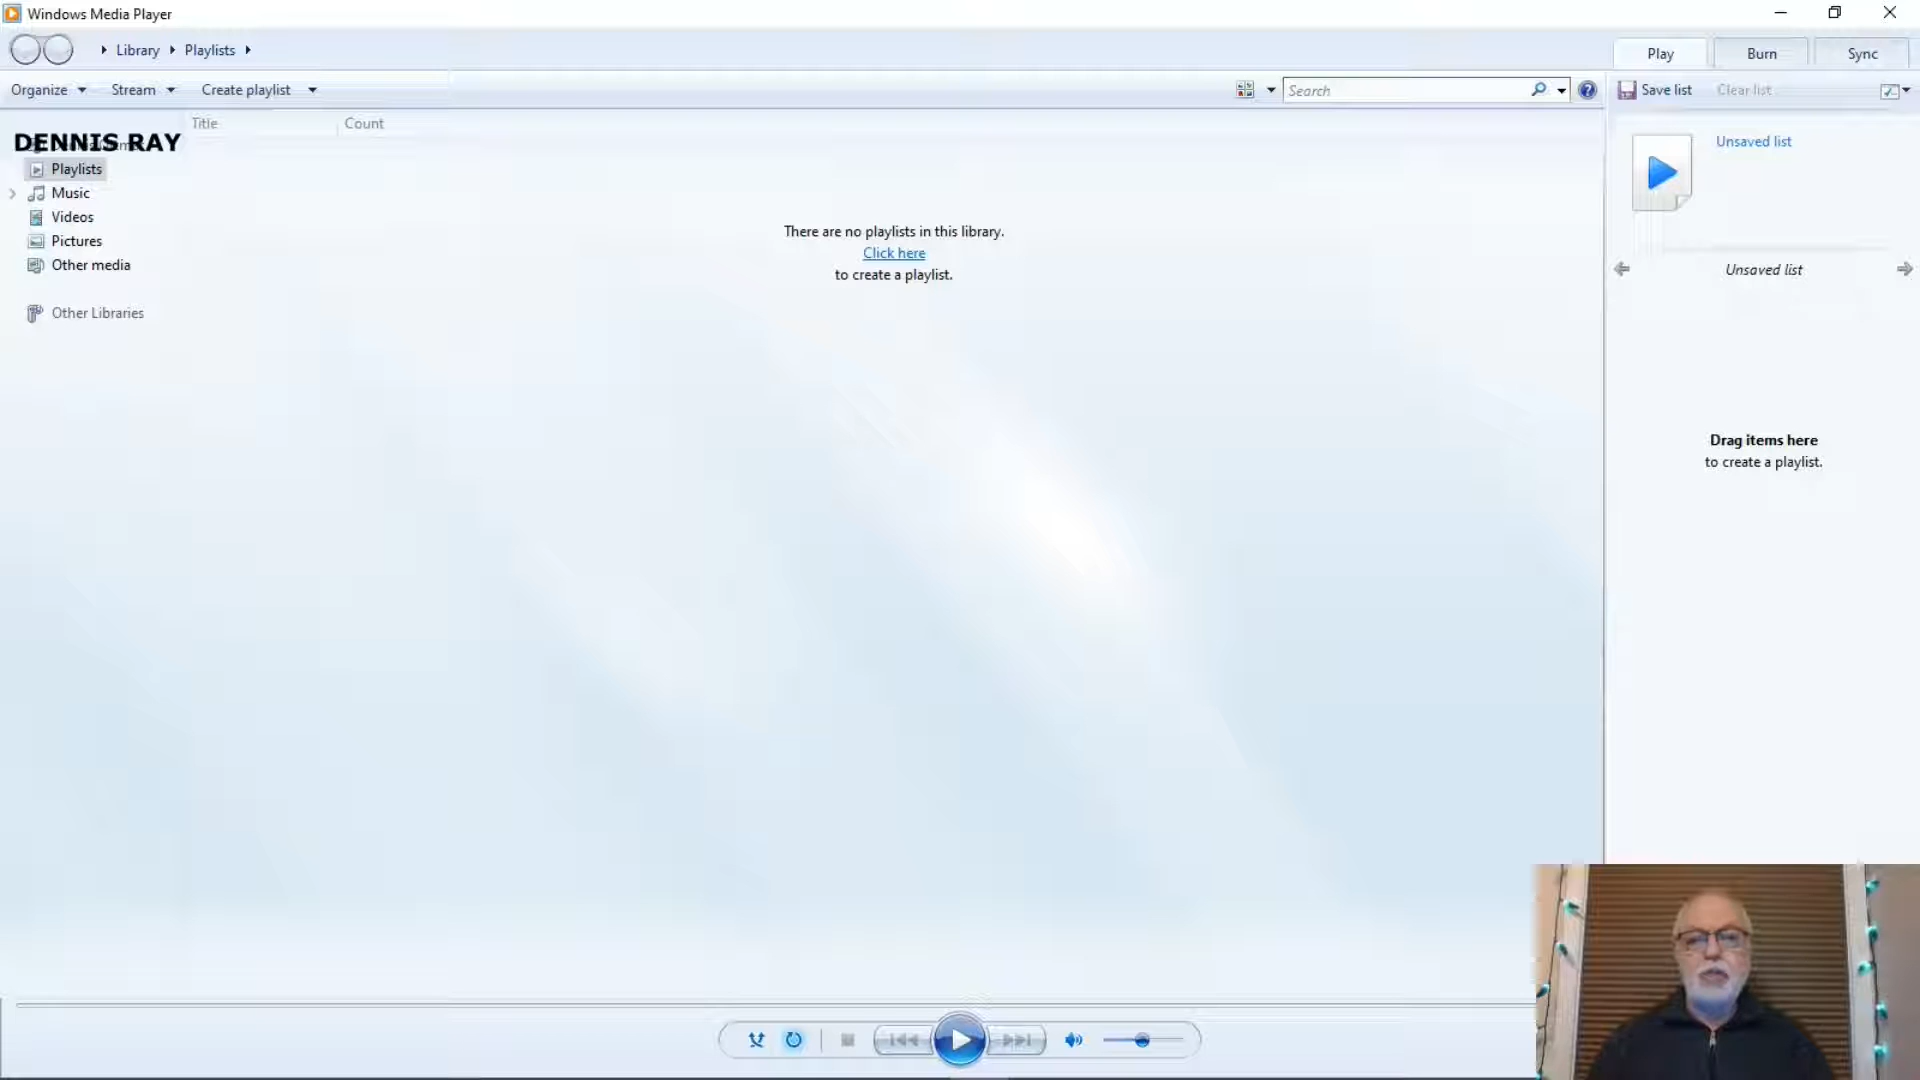 Windows Media Player
Library Playlists
Play Burn Sync
Organize Stream Create playlist
Search
Save list Clear list
Title Count
DENNIS RAY
Unsaved list
Playlists
Music
Videos
Pictures
Other media
Other Libraries
There are no playlists in this library.
Click here
to create a playlist.
Unsaved list
Drag items here
to create a playlist.